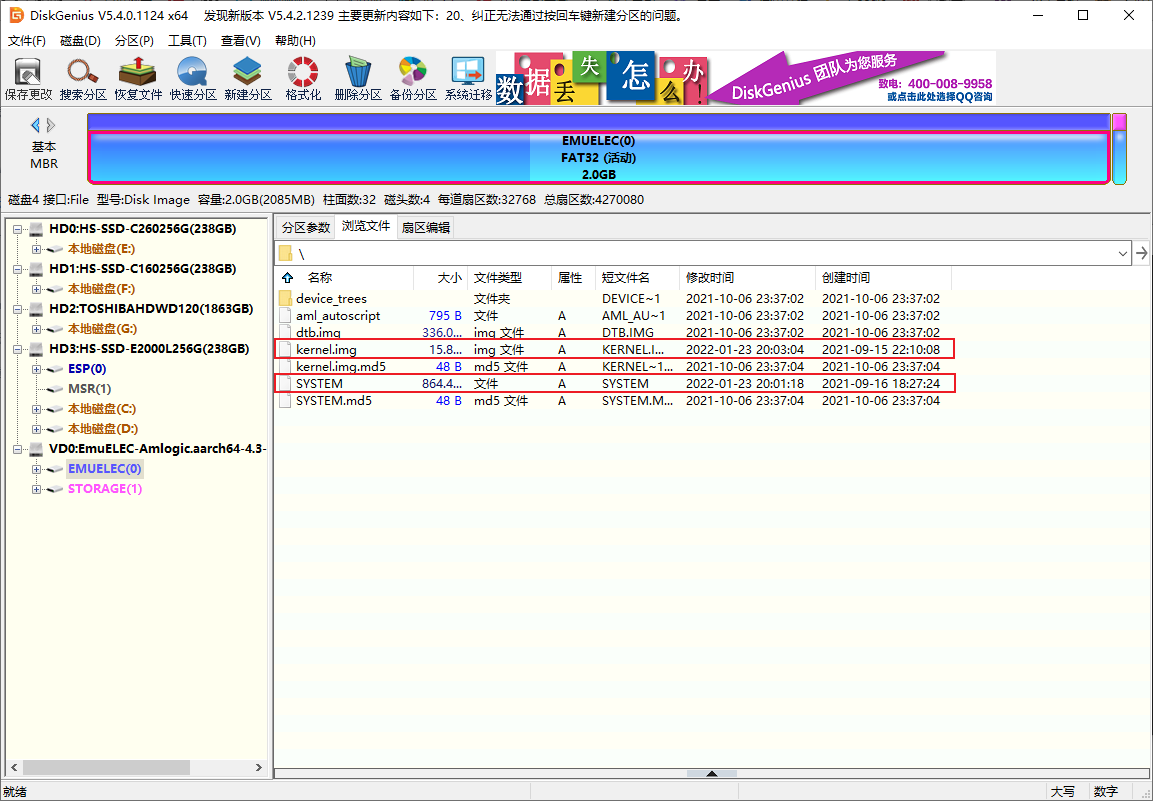 DiskGenius V5.4.0.1124 x64 发现新版本 V5.4.2.1239 主要更新内容如下：20、纠正无法通过按回车键新建分区的问题。
文件(F) 磁盘(D) 分区(P) 工具(T) 查看(V) 帮助(H)
保存更改 搜索分区 恢复文件 快速分区 新建分区 格式化 删除分区 备份分区 系统迁移
数据丢失怎么办!
DiskGenius 团队为您服务
致电：400-008-9958
或点击此处选择QQ咨询
基本
MBR
EMUELEC(0)
FAT32 (活动)
2.0GB
磁盘4 接口:File 型号:Disk Image 容量:2.0GB(2085MB) 柱面数:32 磁头数:4 每道扇区数:32768 总扇区数:4270080
HD0:HS-SSD-C260256G(238GB)
本地磁盘(E:)
HD1:HS-SSD-C160256G(238GB)
本地磁盘(F:)
HD2:TOSHIBAHDWD120(1863GB)
本地磁盘(G:)
HD3:HS-SSD-E2000L256G(238GB)
ESP(0)
MSR(1)
本地磁盘(C:)
本地磁盘(D:)
VD0:EmuELEC-Amlogic.aarch64-4.3-
EMUELEC(0)
STORAGE(1)
分区参数 浏览文件 扇区编辑
\
名称 大小 文件类型 属性 短文件名 修改时间 创建时间
device_trees 文件夹 DEVICE~1 2021-10-06 23:37:02 2021-10-06 23:37:02
aml_autoscript 795 B 文件 A AML_AU~1 2021-10-06 23:37:02 2021-10-06 23:37:02
dtb.img 336.0... img 文件 A DTB.IMG 2021-10-06 23:37:02 2021-10-06 23:37:02
kernel.img 15.8... img 文件 A KERNEL.I... 2022-01-23 20:03:04 2021-09-15 22:10:08
kernel.img.md5 48 B md5 文件 A KERNEL~1... 2021-10-06 23:37:04 2021-10-06 23:37:04
SYSTEM 864.4... 文件 A SYSTEM 2022-01-23 20:01:18 2021-09-16 18:27:24
SYSTEM.md5 48 B md5 文件 A SYSTEM.M... 2021-10-06 23:37:04 2021-10-06 23:37:04
就绪 大写 数字